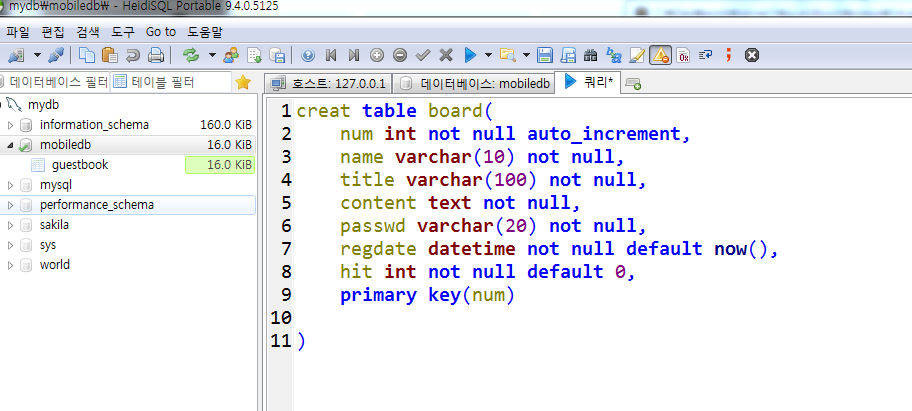 mydb\mobiledb\ - HeidiSQL Portable 9.4.0.5125
파일 편집 검색 도구 Go to 도움말
데이터베이스 필터 테이블 필터
호스트: 127.0.0.1 데이터베이스: mobiledb 쿼리*
mydb
information_schema 160.0 KiB
mobiledb 16.0 KiB
guestbook 16.0 KiB
mysql
performance_schema
sakila
sys
world
1 creat table board(
2 num int not null auto_increment,
3 name varchar(10) not null,
4 title varchar(100) not null,
5 content text not null,
6 passwd varchar(20) not null,
7 regdate datetime not null default now(),
8 hit int not null default 0,
9 primary key(num)
10
11 )